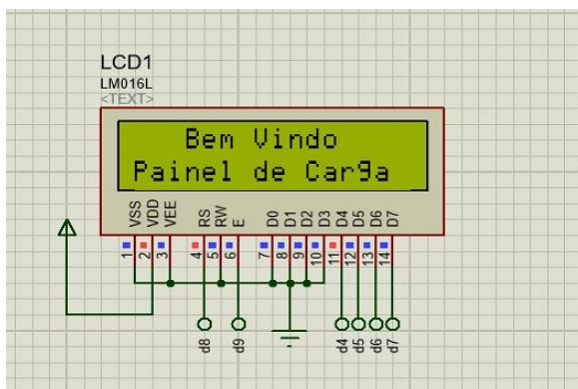 LCD1
LM016L
<TEXT>
Bem Vindo
Painel de Carga
VSS VDD VEE RS RW E D0 D1 D2 D3 D4 D5 D6 D7
1 2 3 4 5 6 7 8 9 10 11 12 13 14
d8 d9 d4 d5 d6 d7